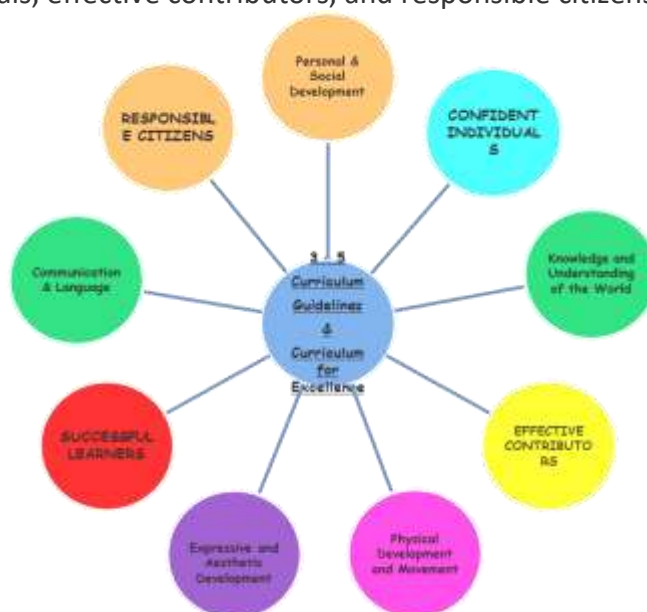 als, effective contributors, and responsible citizens
Personal &
Social
Development
CONFIDENT
INDIVIDUAL
S
Knowledge and
Understanding
of the World
EFFECTIVE
CONTRIBUTO
RS
Physical
Development
and Movement
Expressive and
Aesthetic
Development
SUCCESSFUL
LEARNERS
Communication
& Language
RESPONSIBL
E CITIZENS
3 - 5
Curriculum
Guidelines
&
Curriculum
for
Excellence